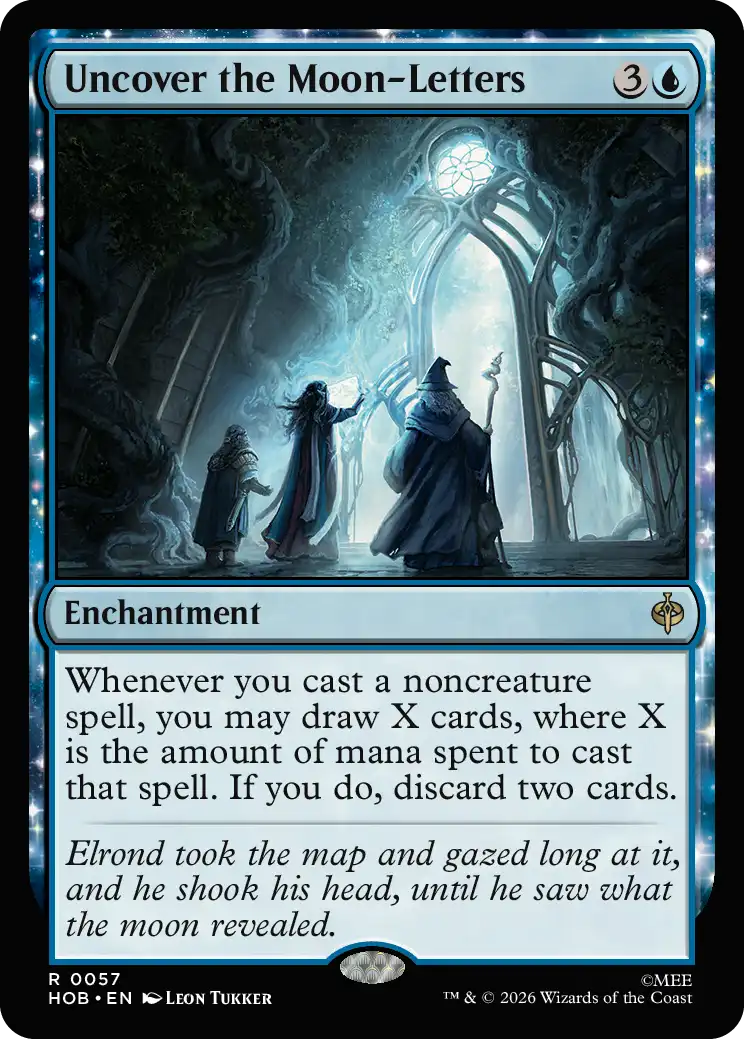 Uncover the Moon-Letters 3
Enchantment
Whenever you cast a noncreature
spell, you may draw X cards, where X
is the amount of mana spent to cast
that spell. If you do, discard two cards.
Elrond took the map and gazed long at it,
and he shook his head, until he saw what
the moon revealed.
R 0057
©MEE
HOB • EN Leon Tukker
™ & © 2026 Wizards of the Coast